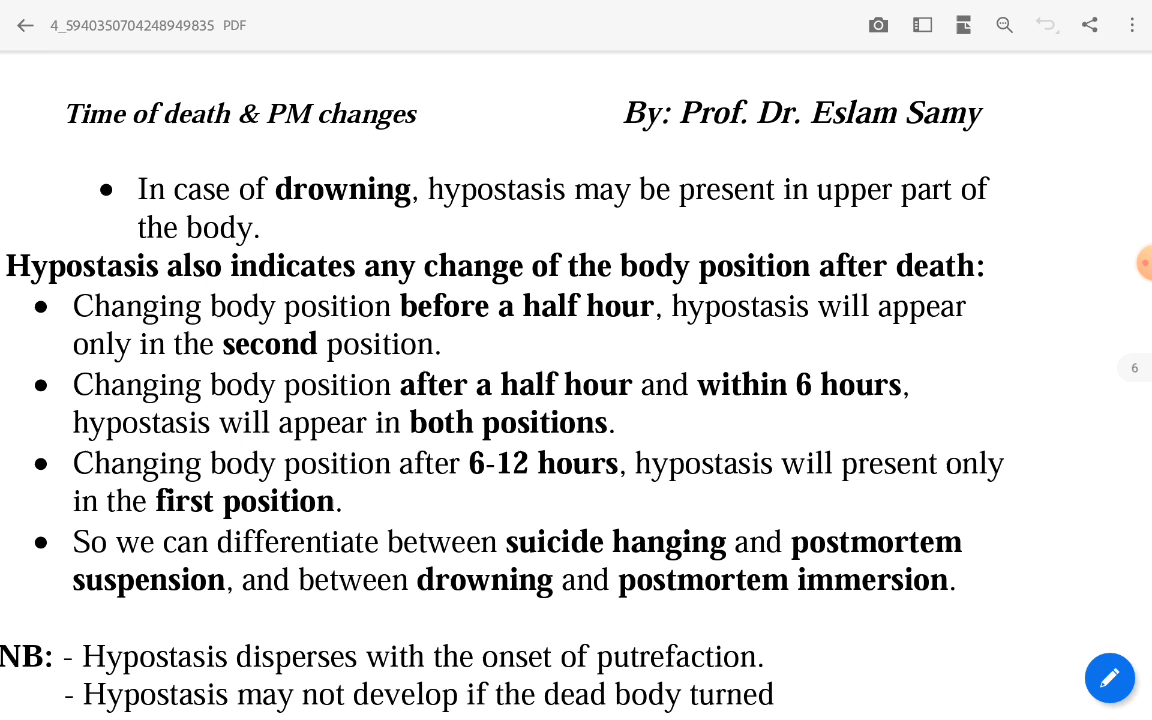 4_5940350704248949835 PDF
Time of death & PM changes By: Prof. Dr. Eslam Samy
• In case of drowning, hypostasis may be present in upper part of
the body.
Hypostasis also indicates any change of the body position after death:
• Changing body position before a half hour, hypostasis will appear
only in the second position.
• Changing body position after a half hour and within 6 hours,
hypostasis will appear in both positions.
6
• Changing body position after 6-12 hours, hypostasis will present only
in the first position.
• So we can differentiate between suicide hanging and postmortem
suspension, and between drowning and postmortem immersion.
NB: - Hypostasis disperses with the onset of putrefaction.
- Hypostasis may not develop if the dead body turned